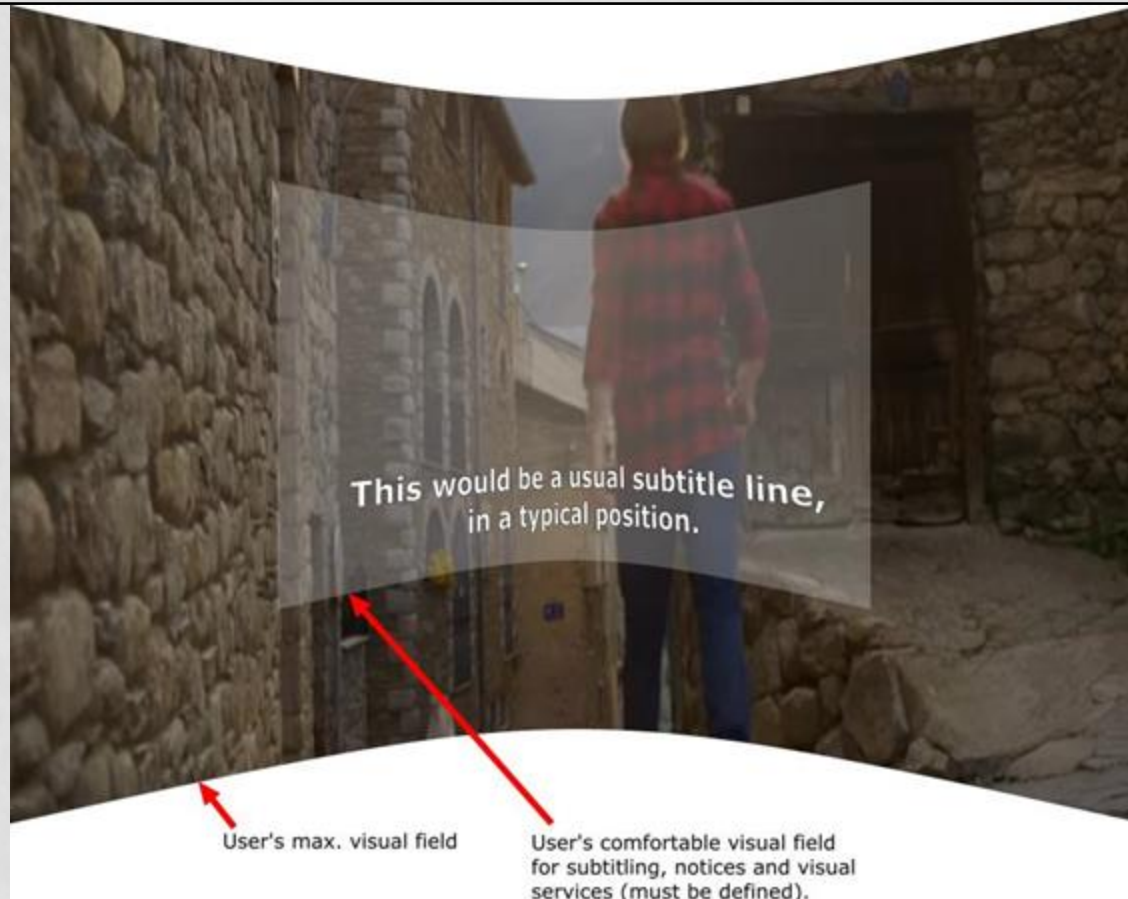 This would be a usual subtitle line,
in a typical position.
User's max. visual field
User's comfortable visual field
for subtitling, notices and visual
services (must be defined).